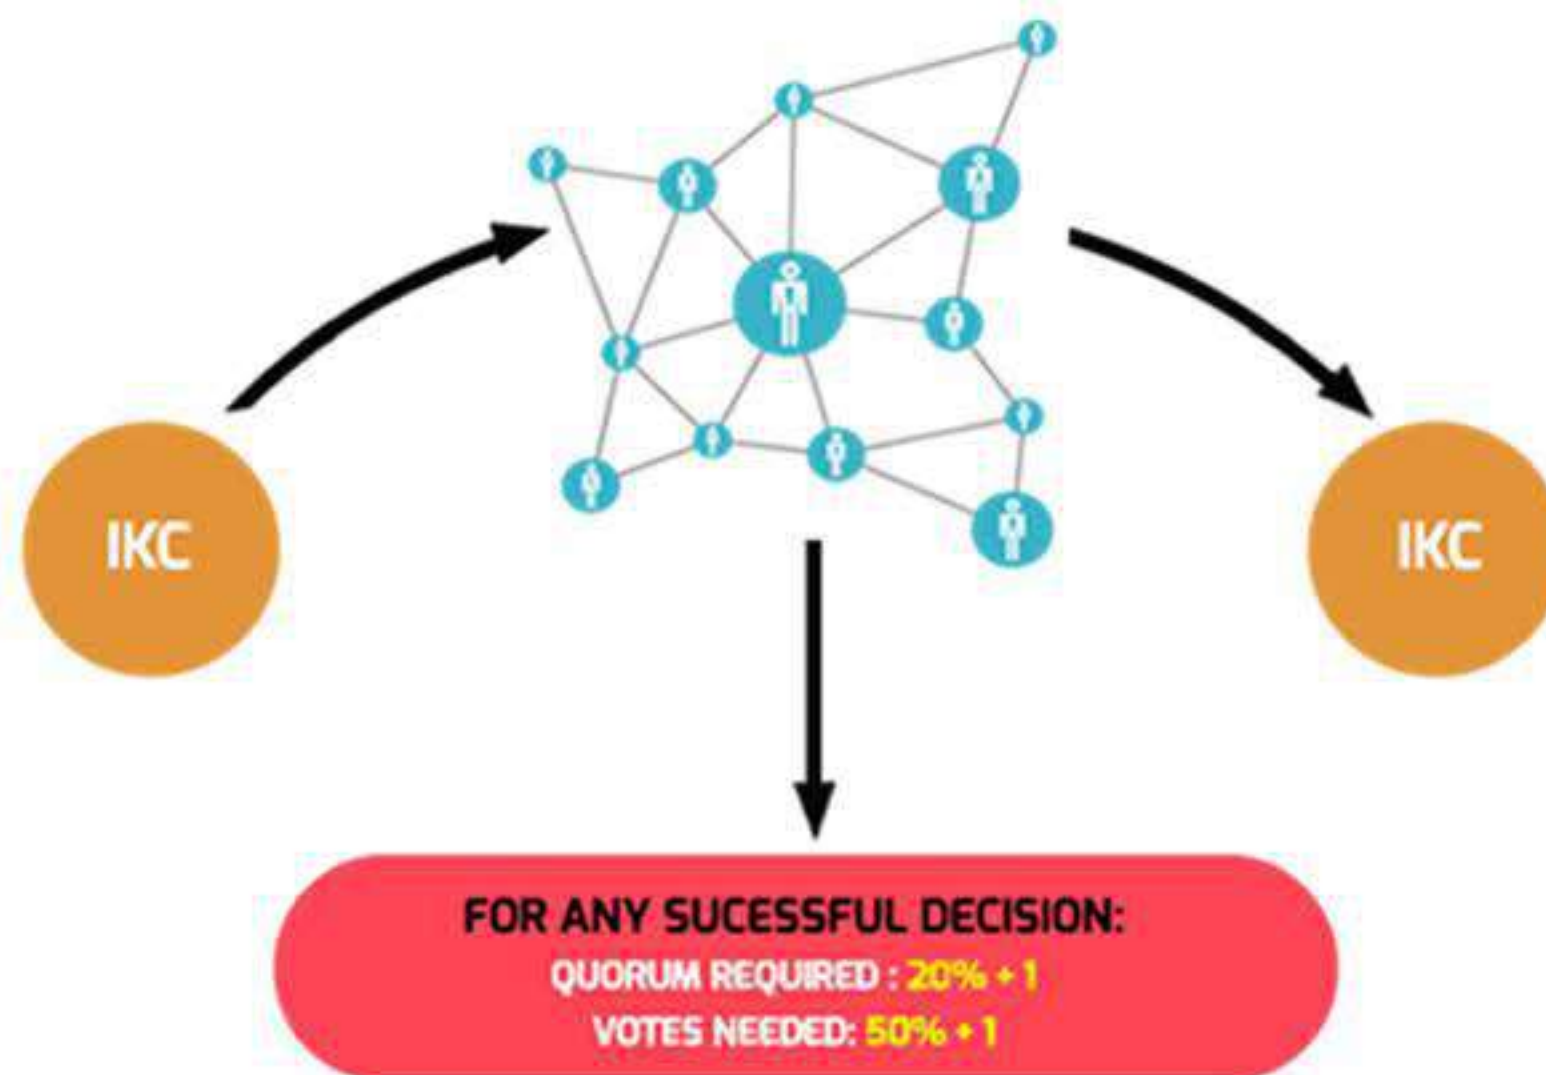 IKC
IKC
FOR ANY SUCESSFUL DECISION:
QUORUM REQUIRED : 20% + 1
VOTES NEEDED: 50% + 1